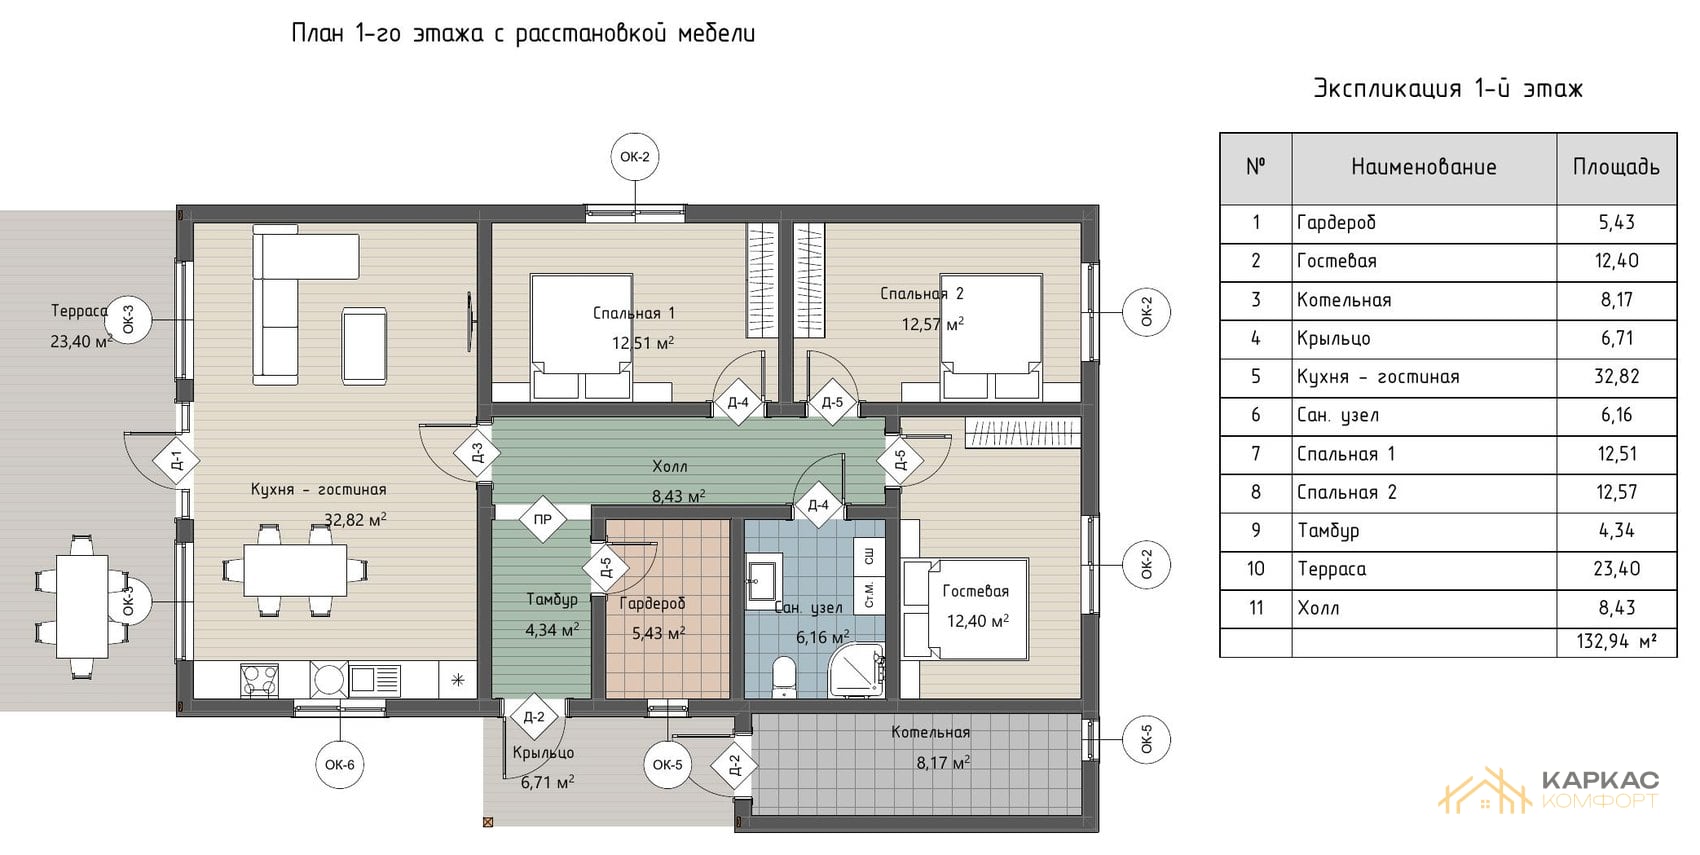 План 1-го этажа с расстановкой мебели
Экспликация 1-й этаж
№ Наименование Площадь
1 Гардероб 5,43
2 Гостевая 12,40
3 Котельная 8,17
4 Крыльцо 6,71
5 Кухня - гостиная 32,82
6 Сан. узел 6,16
7 Спальная 1 12,51
8 Спальная 2 12,57
9 Тамбур 4,34
10 Терраса 23,40
11 Холл 8,43
132,94 м²
ОК-2
Терраса
23,40 м²
ОК-3
Спальная 1
12,51 м²
Спальная 2
12,57 м²
ОК-2
Д-4
Д-5
Д-1
Д-3
Д-5
Кухня - гостиная
32,82 м²
Холл
8,43 м²
Д-4
ПР
Д-5
ОК-3
Тамбур
4,34 м²
Гардероб
5,43 м²
СШ
Ст.М.
Сан. узел
6,16 м²
Гостевая
12,40 м²
ОК-2
Д-2
Крыльцо
6,71 м²
ОК-6
ОК-5
Д-2
Котельная
8,17 м²
ОК-5
КАРКАС
КОМФОРТ